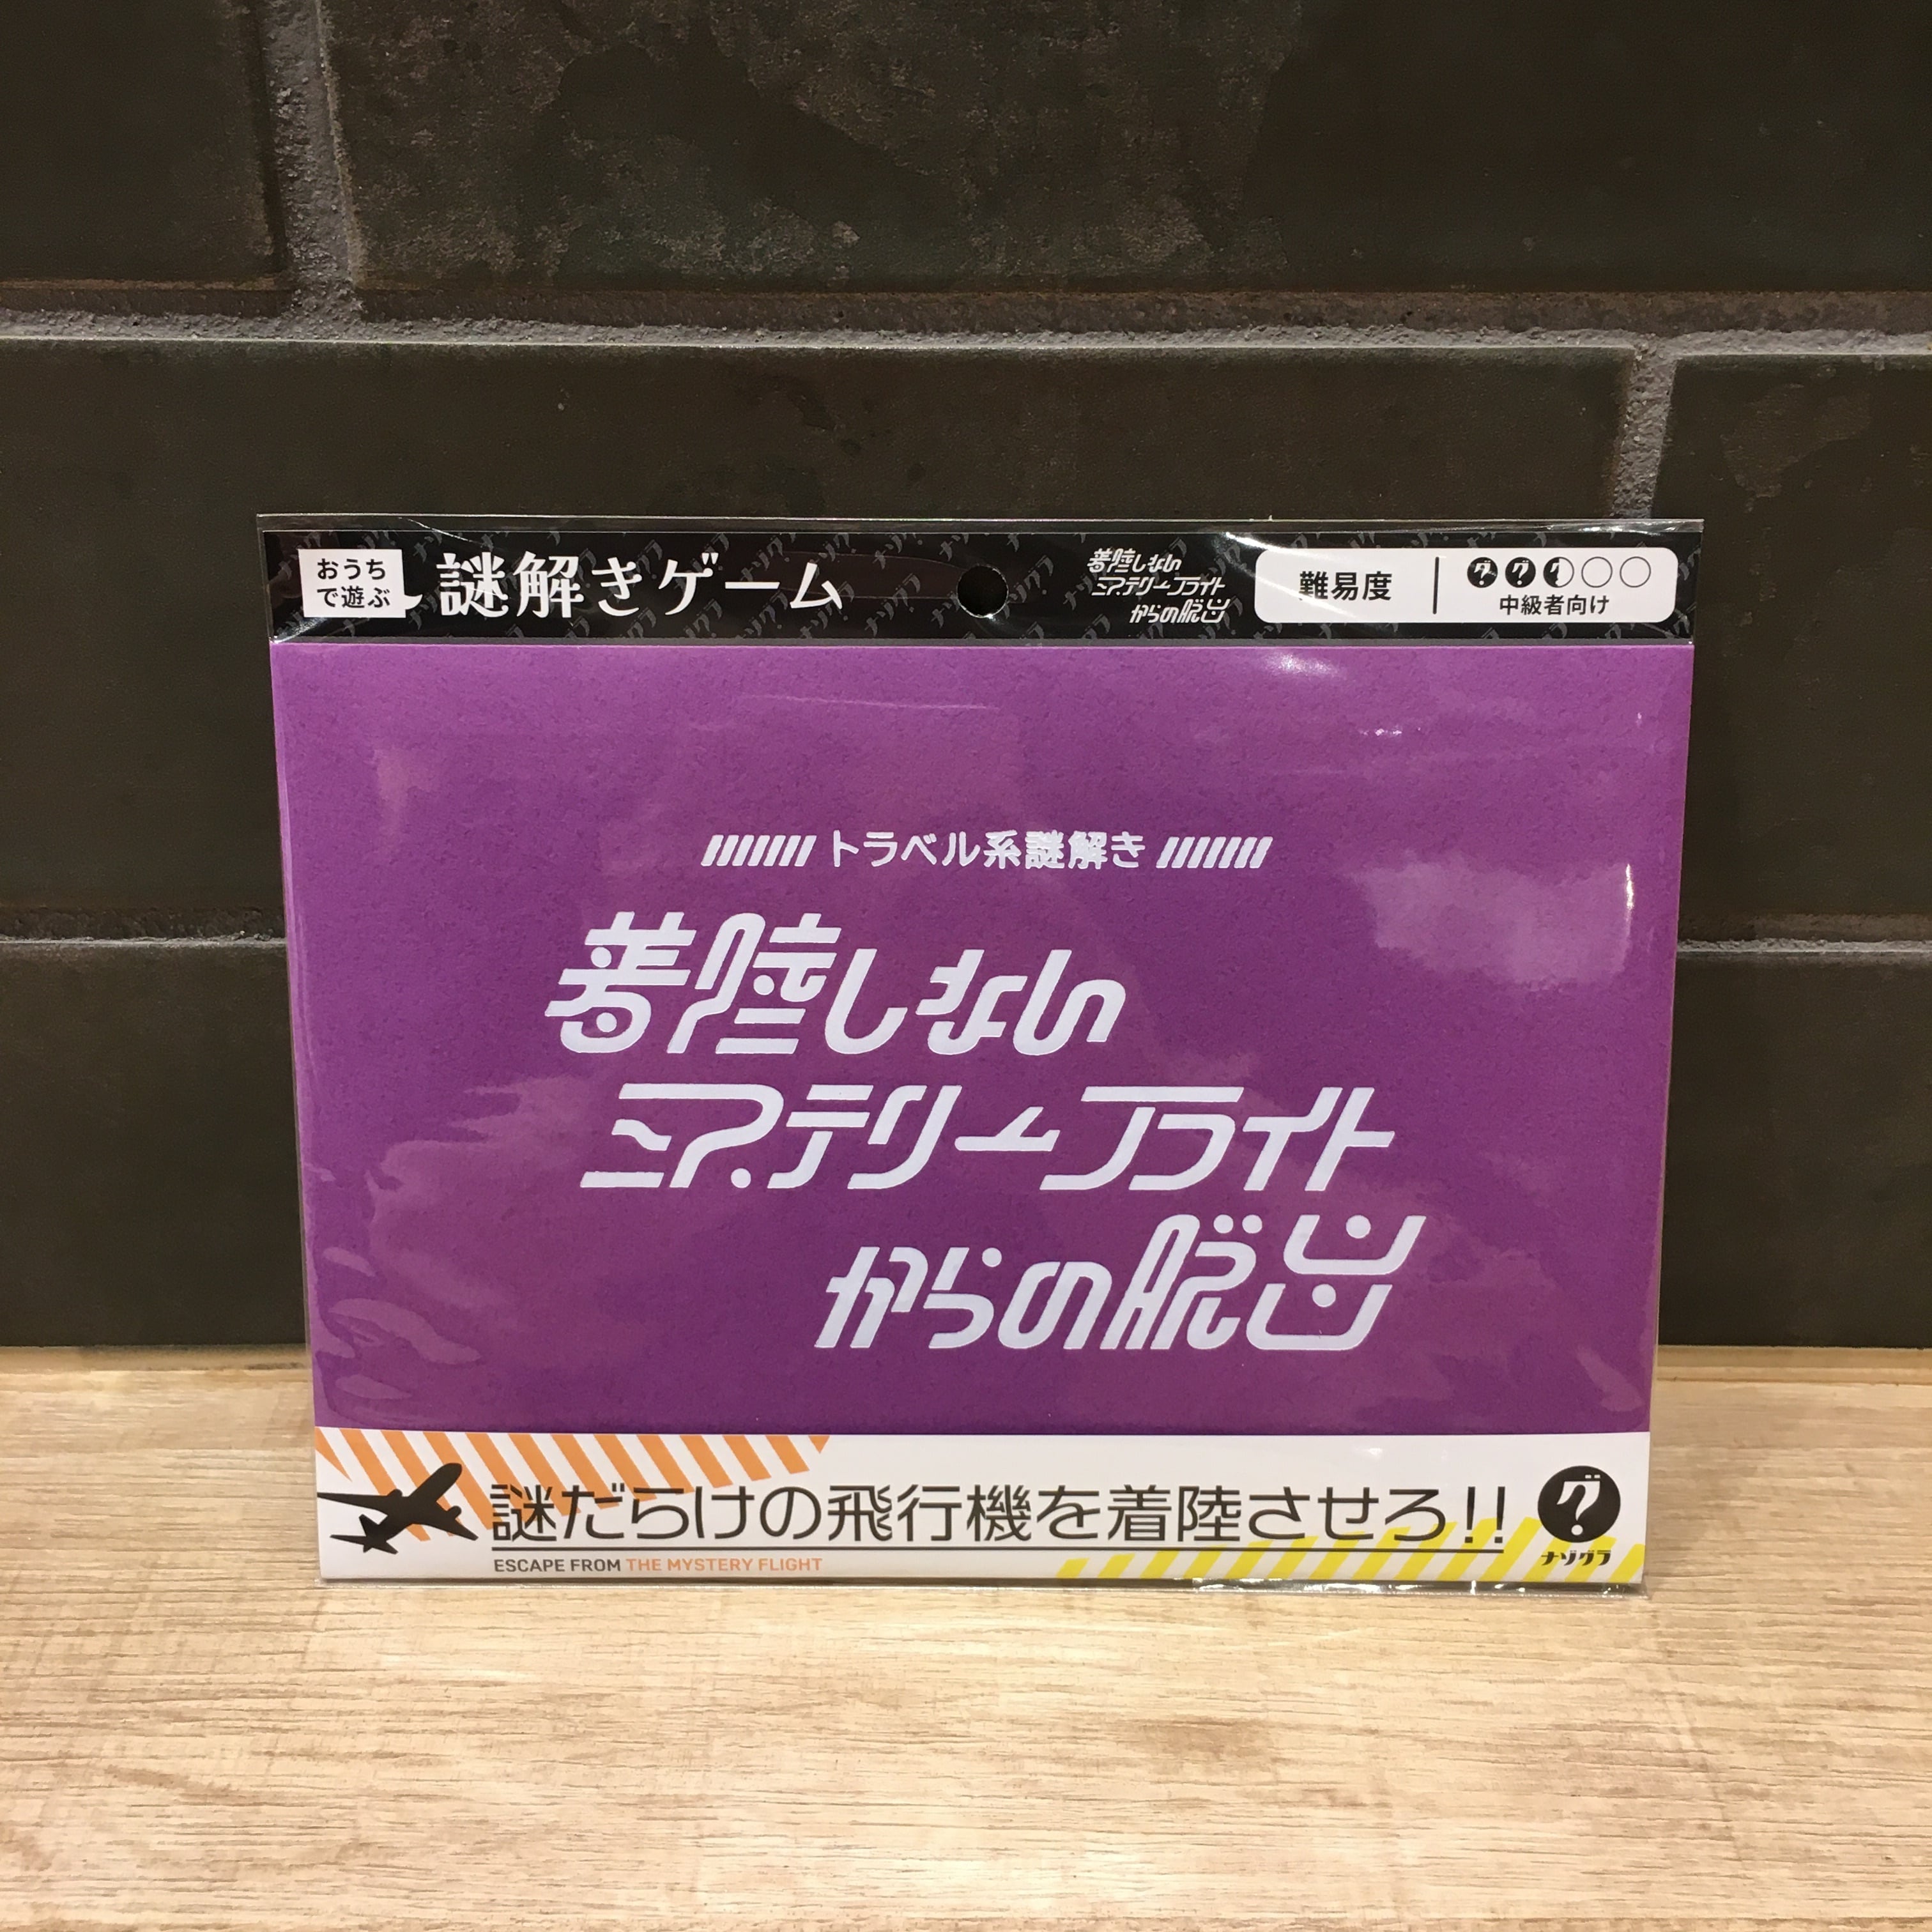 おうち
で遊ぶ
謎解きゲーム
着陸しない
ミステリーフライト
からの脱出
難易度
中級者向け
トラベル系謎解き
着陸しない
ミステリーフライト
からの脱出
謎だらけの飛行機を着陸させろ!!
ESCAPE FROM THE MYSTERY FLIGHT
グ
ナゾグラ